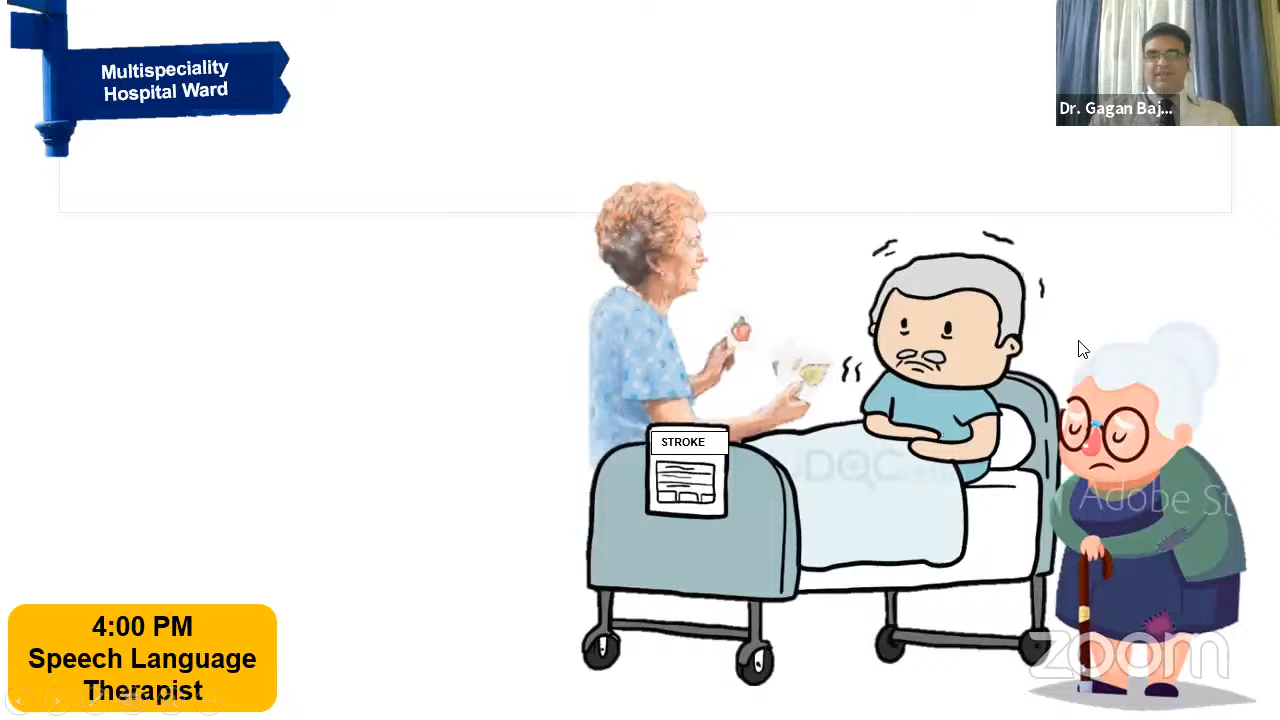 Multispeciality
Hospital Ward
Dr. Gagan Baj...
STROKE
Adobe St
4:00 PM
Speech Language
Therapist
zoom